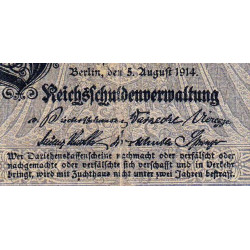 Berlin, den 5. August 1914.
Reichsschuldenverwaltung
Wer Darlehenskassenscheine nachmacht oder verfälscht oder
nachgemachte oder verfälschte sich verschafft und in Verkehr
bringt, wird mit Zuchthaus nicht unter zwei Jahren bestraft.